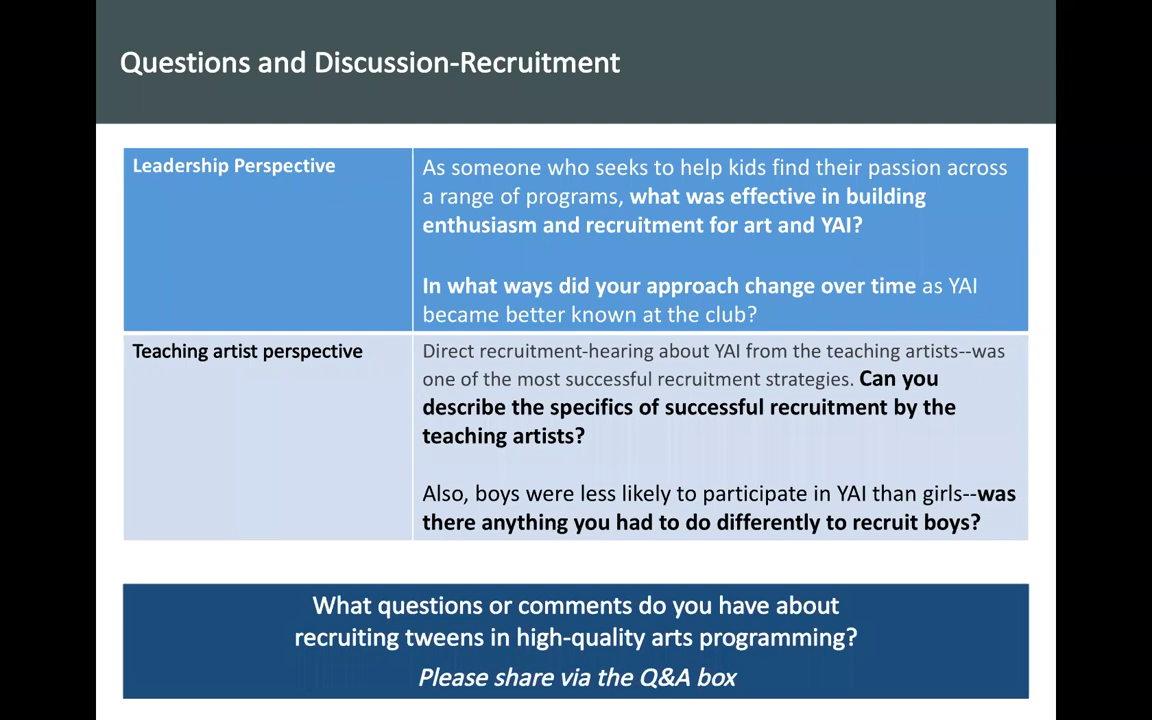 Questions and Discussion-Recruitment
Leadership Perspective
As someone who seeks to help kids find their passion across
a range of programs, what was effective in building
enthusiasm and recruitment for art and YAI?
In what ways did your approach change over time as YAI
became better known at the club?
Teaching artist perspective
Direct recruitment-hearing about YAI from the teaching artists--was
one of the most successful recruitment strategies. Can you
describe the specifics of successful recruitment by the
teaching artists?
Also, boys were less likely to participate in YAI than girls--was
there anything you had to do differently to recruit boys?
What questions or comments do you have about
recruiting tweens in high-quality arts programming?
Please share via the Q&A box